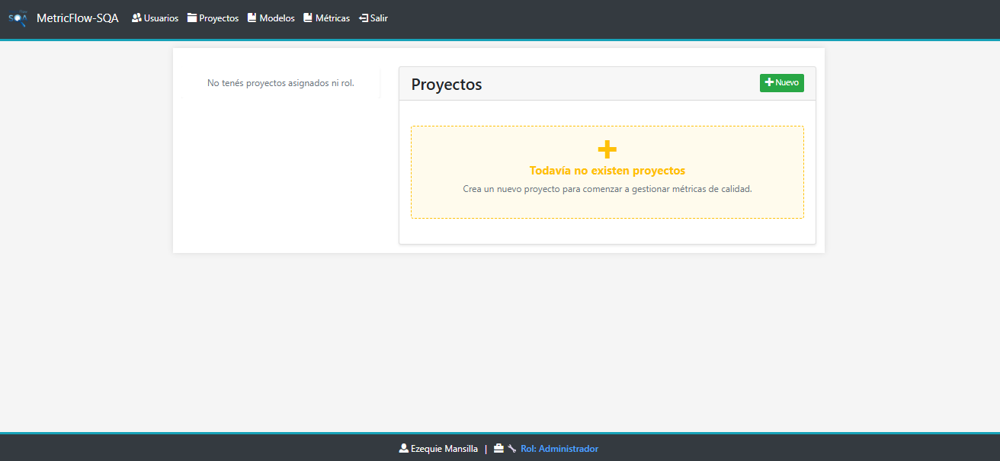 SQA MetricFlow-SQA Usuarios Proyectos Modelos Métricas Salir
No tenés proyectos asignados ni rol.
Proyectos
Nuevo
Todavía no existen proyectos
Crea un nuevo proyecto para comenzar a gestionar métricas de calidad.
Ezequie Mansilla | Rol: Administrador